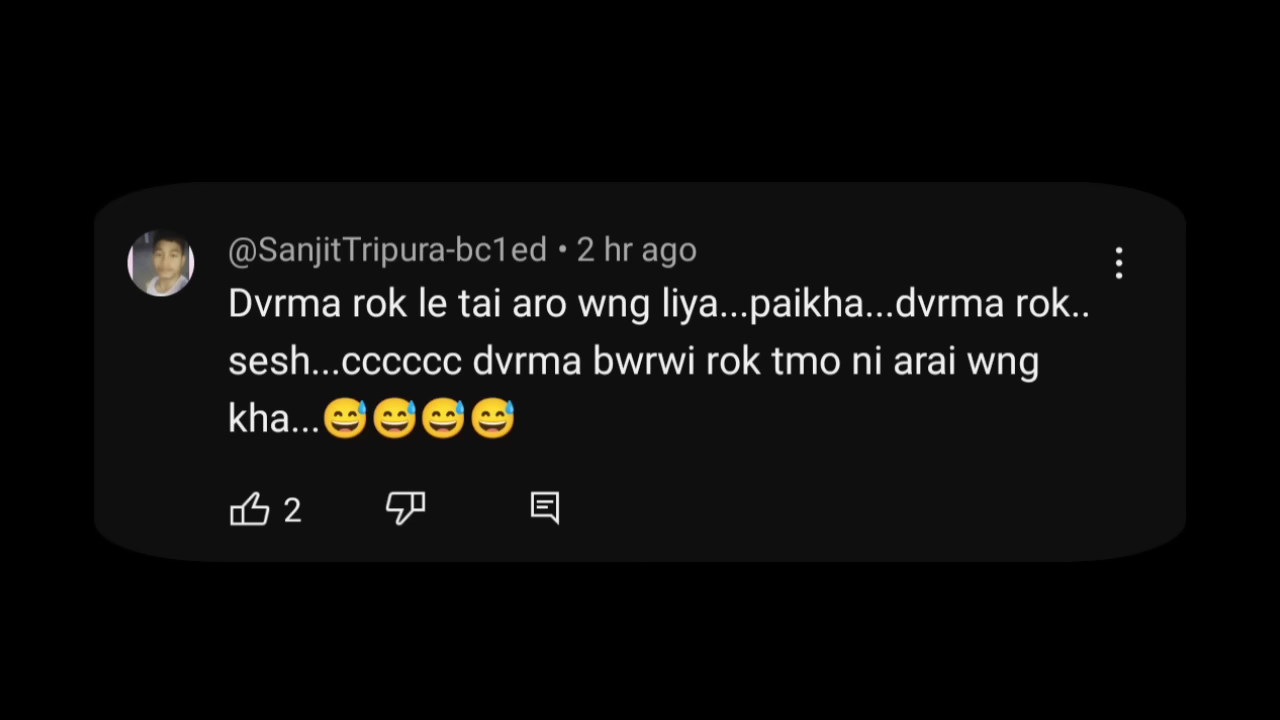 @SanjitTripura-bc1ed • 2 hr ago
Dvrma rok le tai aro wng liya...paikha...dvrma rok..
sesh...cccccc dvrma bwrwi rok tmo ni arai wng
kha...😅😅😅😅
2